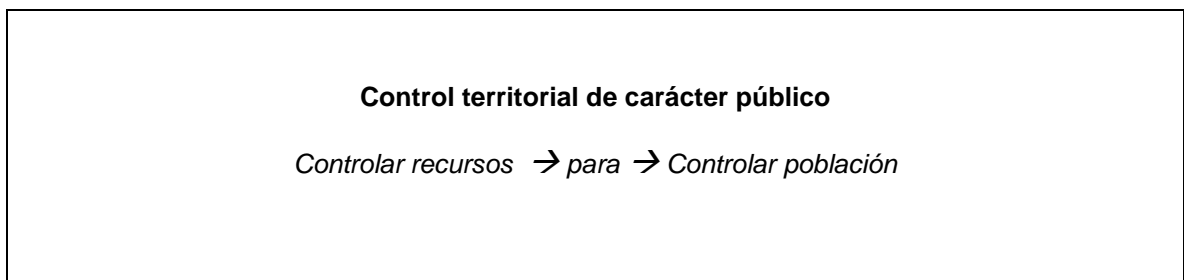 Control territorial de carácter público
Controlar recursos → para → Controlar población